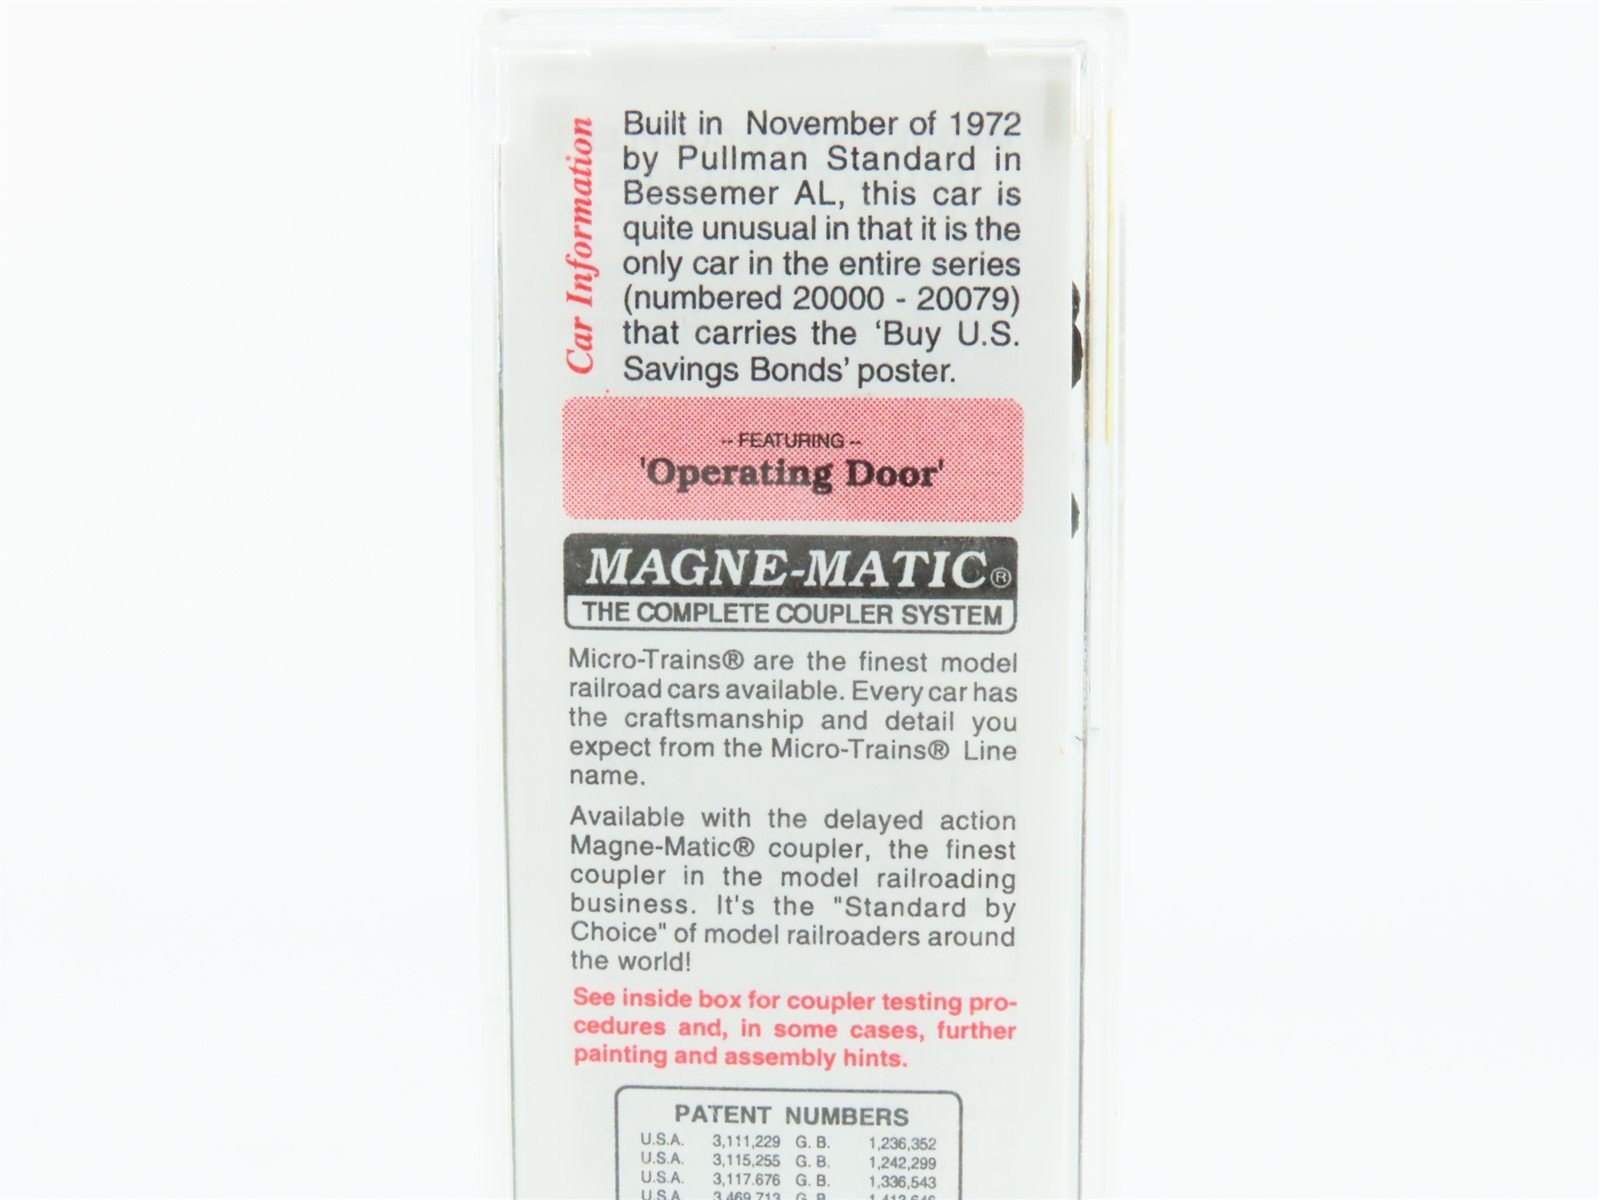 Car Information
Built in November of 1972
by Pullman Standard in
Bessemer AL, this car is
quite unusual in that it is the
only car in the entire series
(numbered 20000 - 20079)
that carries the ‘Buy U.S.
Savings Bonds’ poster.
-- FEATURING --
'Operating Door'
MAGNE-MATIC®
THE COMPLETE COUPLER SYSTEM
Micro-Trains® are the finest model
railroad cars available. Every car has
the craftsmanship and detail you
expect from the Micro-Trains® Line
name.
Available with the delayed action
Magne-Matic® coupler, the finest
coupler in the model railroading
business. It's the "Standard by
Choice" of model railroaders around
the world!
See inside box for coupler testing pro-
cedures and, in some cases, further
painting and assembly hints.
PATENT NUMBERS
U.S.A. 3,111,229 G. B. 1,236,352
U.S.A. 3,115,255 G. B. 1,242,299
U.S.A. 3,117.676 G. B. 1,336,543
U.S.A. 3,469,713 G. B.